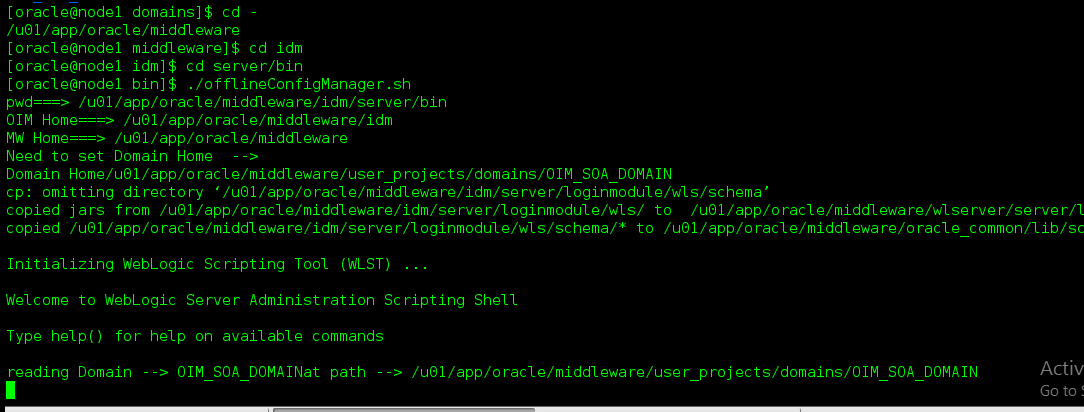 [oracle@node1 domains]$ cd -
/u01/app/oracle/middleware
[oracle@node1 middleware]$ cd idm
[oracle@node1 idm]$ cd server/bin
[oracle@node1 bin]$ ./offlineConfigManager.sh
pwd===> /u01/app/oracle/middleware/idm/server/bin
OIM Home===> /u01/app/oracle/middleware/idm
MW Home===> /u01/app/oracle/middleware
Need to set Domain Home  -->
Domain Home/u01/app/oracle/middleware/user_projects/domains/OIM_SOA_DOMAIN
cp: omitting directory ‘/u01/app/oracle/middleware/idm/server/loginmodule/wls/schema’
copied jars from /u01/app/oracle/middleware/idm/server/loginmodule/wls/ to  /u01/app/oracle/middleware/wlserver/server/l
copied /u01/app/oracle/middleware/idm/server/loginmodule/wls/schema/* to /u01/app/oracle/middleware/oracle_common/lib/sc
Initializing WebLogic Scripting Tool (WLST) ...
Welcome to WebLogic Server Administration Scripting Shell
Type help() for help on available commands
reading Domain --> OIM_SOA_DOMAINat path --> /u01/app/oracle/middleware/user_projects/domains/OIM_SOA_DOMAIN
Activ
Go to S